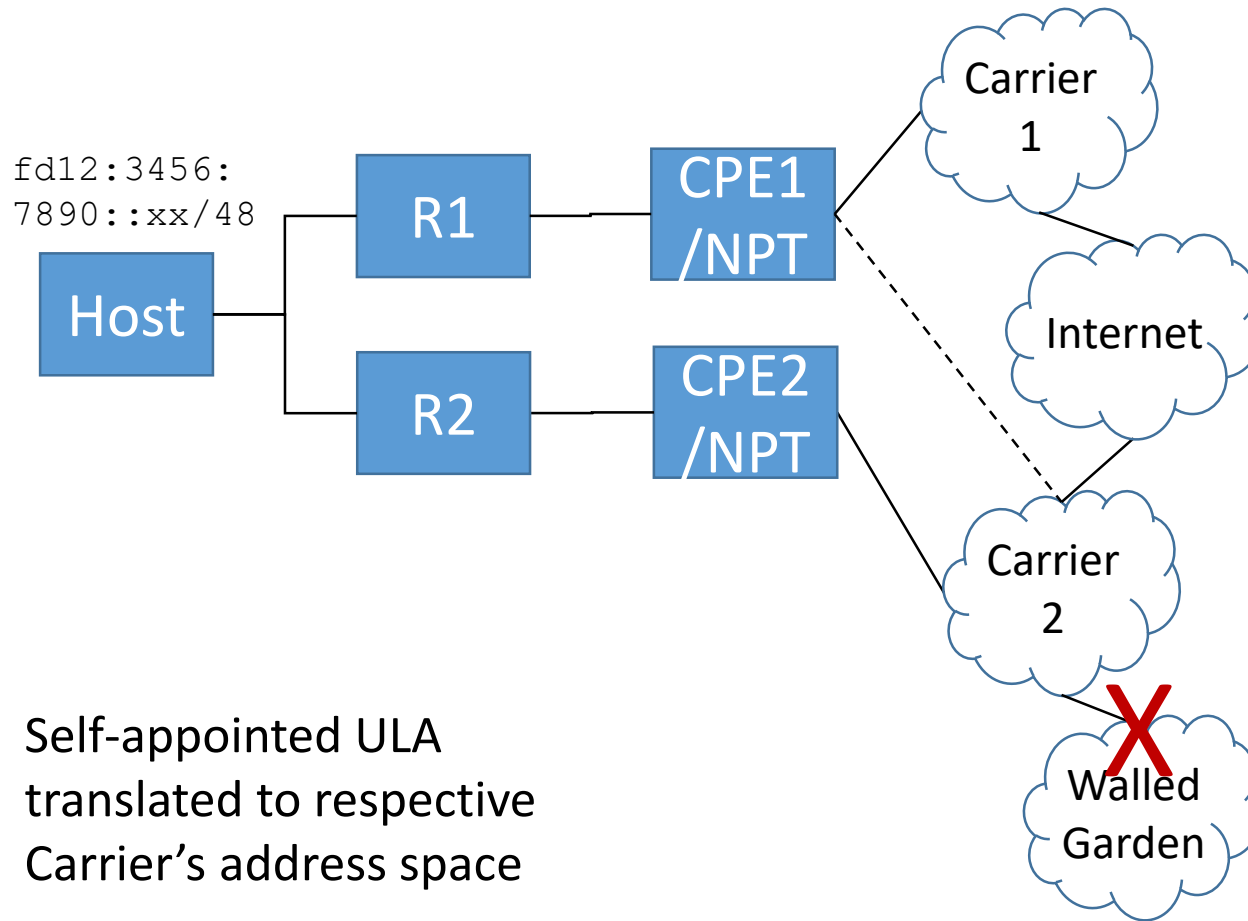 fd12:3456:
7890::xx/48
Host
R1
R2
CPE1
/NPT
CPE2
/NPT
Carrier
1
Internet
Carrier
2
X
Walled
Garden
Self-appointed ULA
translated to respective
Carrier’s address space